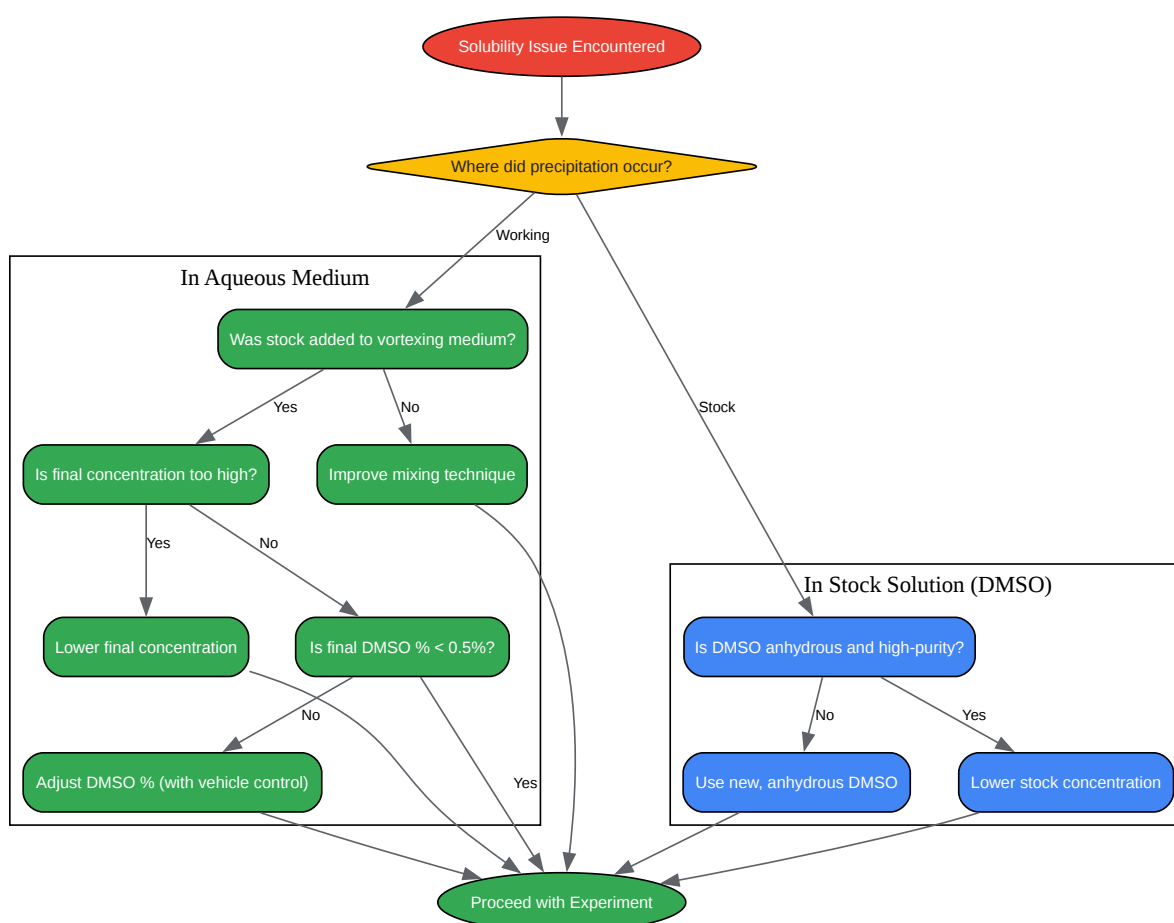 Solubility Issue Encountered
Where did precipitation occur?
Working
In Aqueous Medium
Was stock added to vortexing medium?
Yes
No
Stock
Is final concentration too high?
Improve mixing technique
Yes
No
In Stock Solution (DMSO)
Lower final concentration
Is final DMSO % < 0.5%?
Is DMSO anhydrous and high-purity?
No
No
Yes
Adjust DMSO % (with vehicle control)
Yes
Use new, anhydrous DMSO
Lower stock concentration
Proceed with Experiment